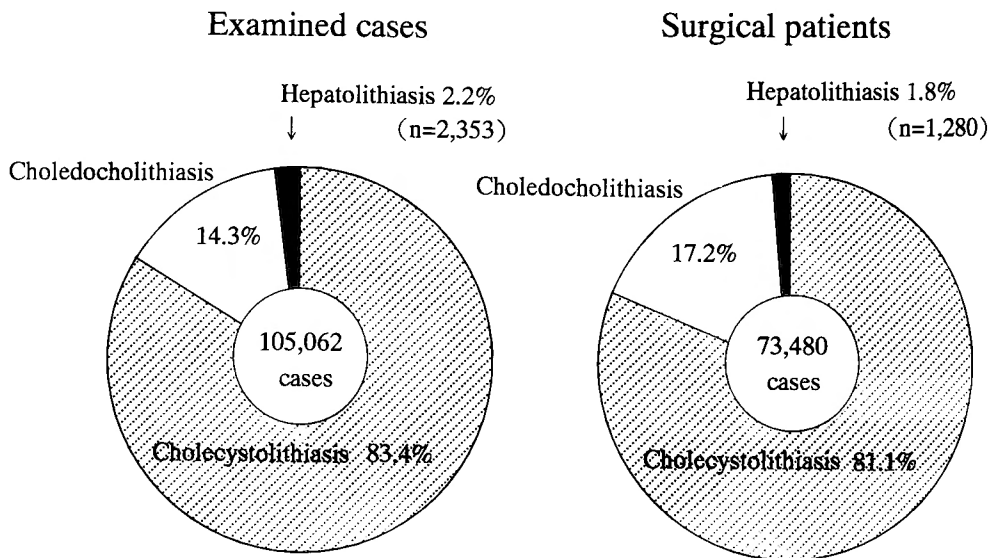 Examined cases
Hepatolithiasis 2.2%
(n=2,353)
Choledocholithiasis
14.3%
105,062
cases
Cholecystolithiasis 83.4%
Surgical patients
Hepatolithiasis 1.8%
(n=1,280)
Choledocholithiasis
17.2%
73,480
cases
Cholecystolithiasis 81.1%